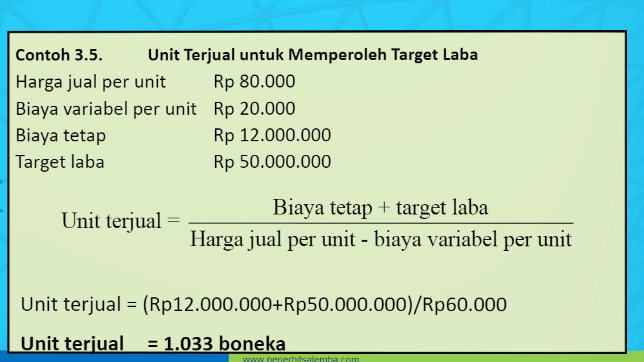 Contoh 3.5. Unit Terjual untuk Memperoleh Target Laba
Harga jual per unit Rp 80.000
Biaya variabel per unit Rp 20.000
Biaya tetap Rp 12.000.000
Target laba Rp 50.000.000
Biaya tetap + target laba
Unit terjual =
Harga jual per unit - biaya variabel per unit
Unit terjual = (Rp12.000.000+Rp50.000.000)/Rp60.000
Unit terjual = 1.033 boneka
www.penerbitsalemba.com